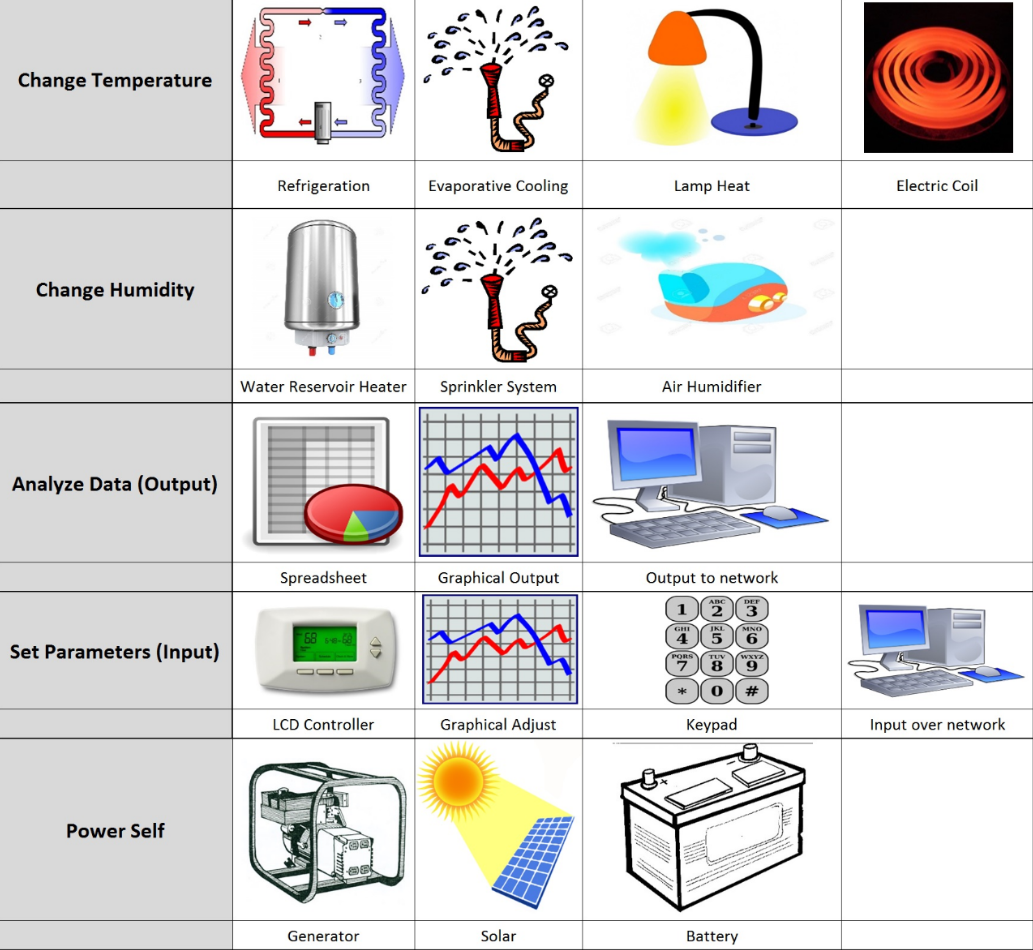 Change Temperature
Refrigeration Evaporative Cooling Lamp Heat Electric Coil
Change Humidity
Water Reservoir Heater Sprinkler System Air Humidifier
Analyze Data (Output)
Spreadsheet Graphical Output Output to network
Set Parameters (Input)
68
1 ABC 2 DEF 3
GHI 4 JKL 5 MNO 6
PQRS 7 TUV 8 WXYZ 9
* 0 #
LCD Controller Graphical Adjust Keypad Input over network
Power Self
+ -
Generator Solar Battery